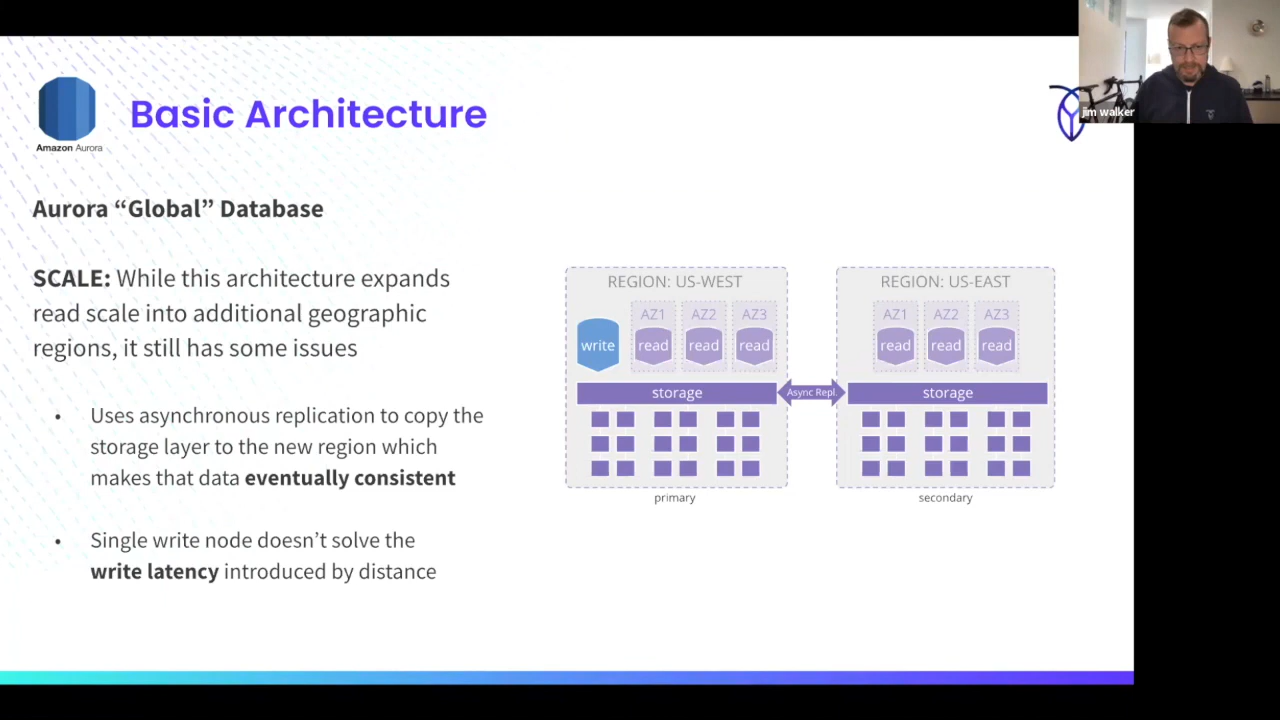 Basic Architecture
Amazon Aurora
jim walker
Aurora “Global” Database
SCALE: While this architecture expands
read scale into additional geographic
regions, it still has some issues
• Uses asynchronous replication to copy the
storage layer to the new region which
makes that data eventually consistent
• Single write node doesn’t solve the
write latency introduced by distance
REGION: US-WEST
AZ1 AZ2 AZ3
write read read read
storage
primary
Async Repl.
REGION: US-EAST
AZ1 AZ2 AZ3
read read read
storage
secondary